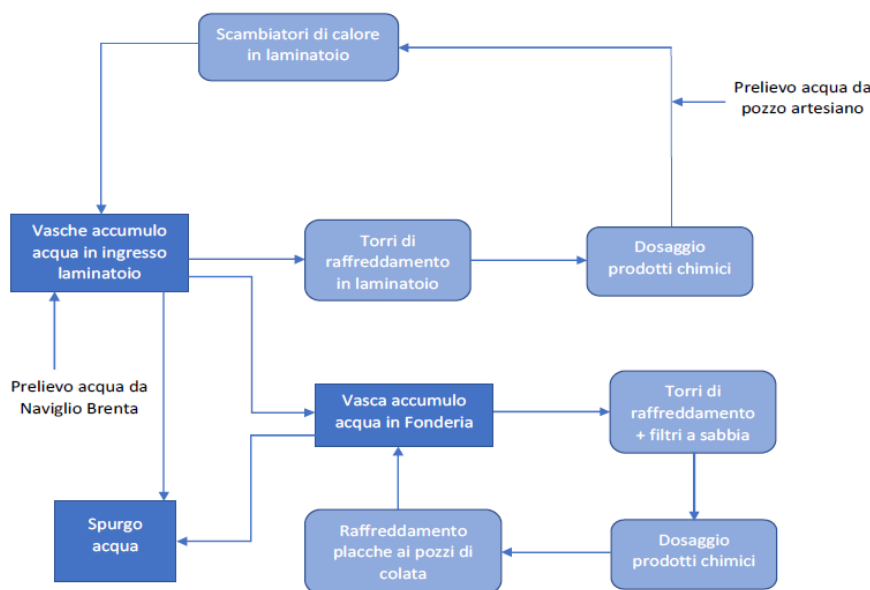 Scambiatori di calore
in laminatoio
Prelievo acqua da
pozzo artesiano
Vasche accumulo
acqua in ingresso
laminatoio
Torri di
raffreddamento
in laminatoio
Dosaggio
prodotti chimici
Prelievo acqua da
Naviglio Brenta
Vasca accumulo
acqua in Fonderia
Torri di
raffreddamento
+ filtri a sabbia
Spurgo
acqua
Raffreddamento
placche ai pozzi di
colata
Dosaggio
prodotti chimici